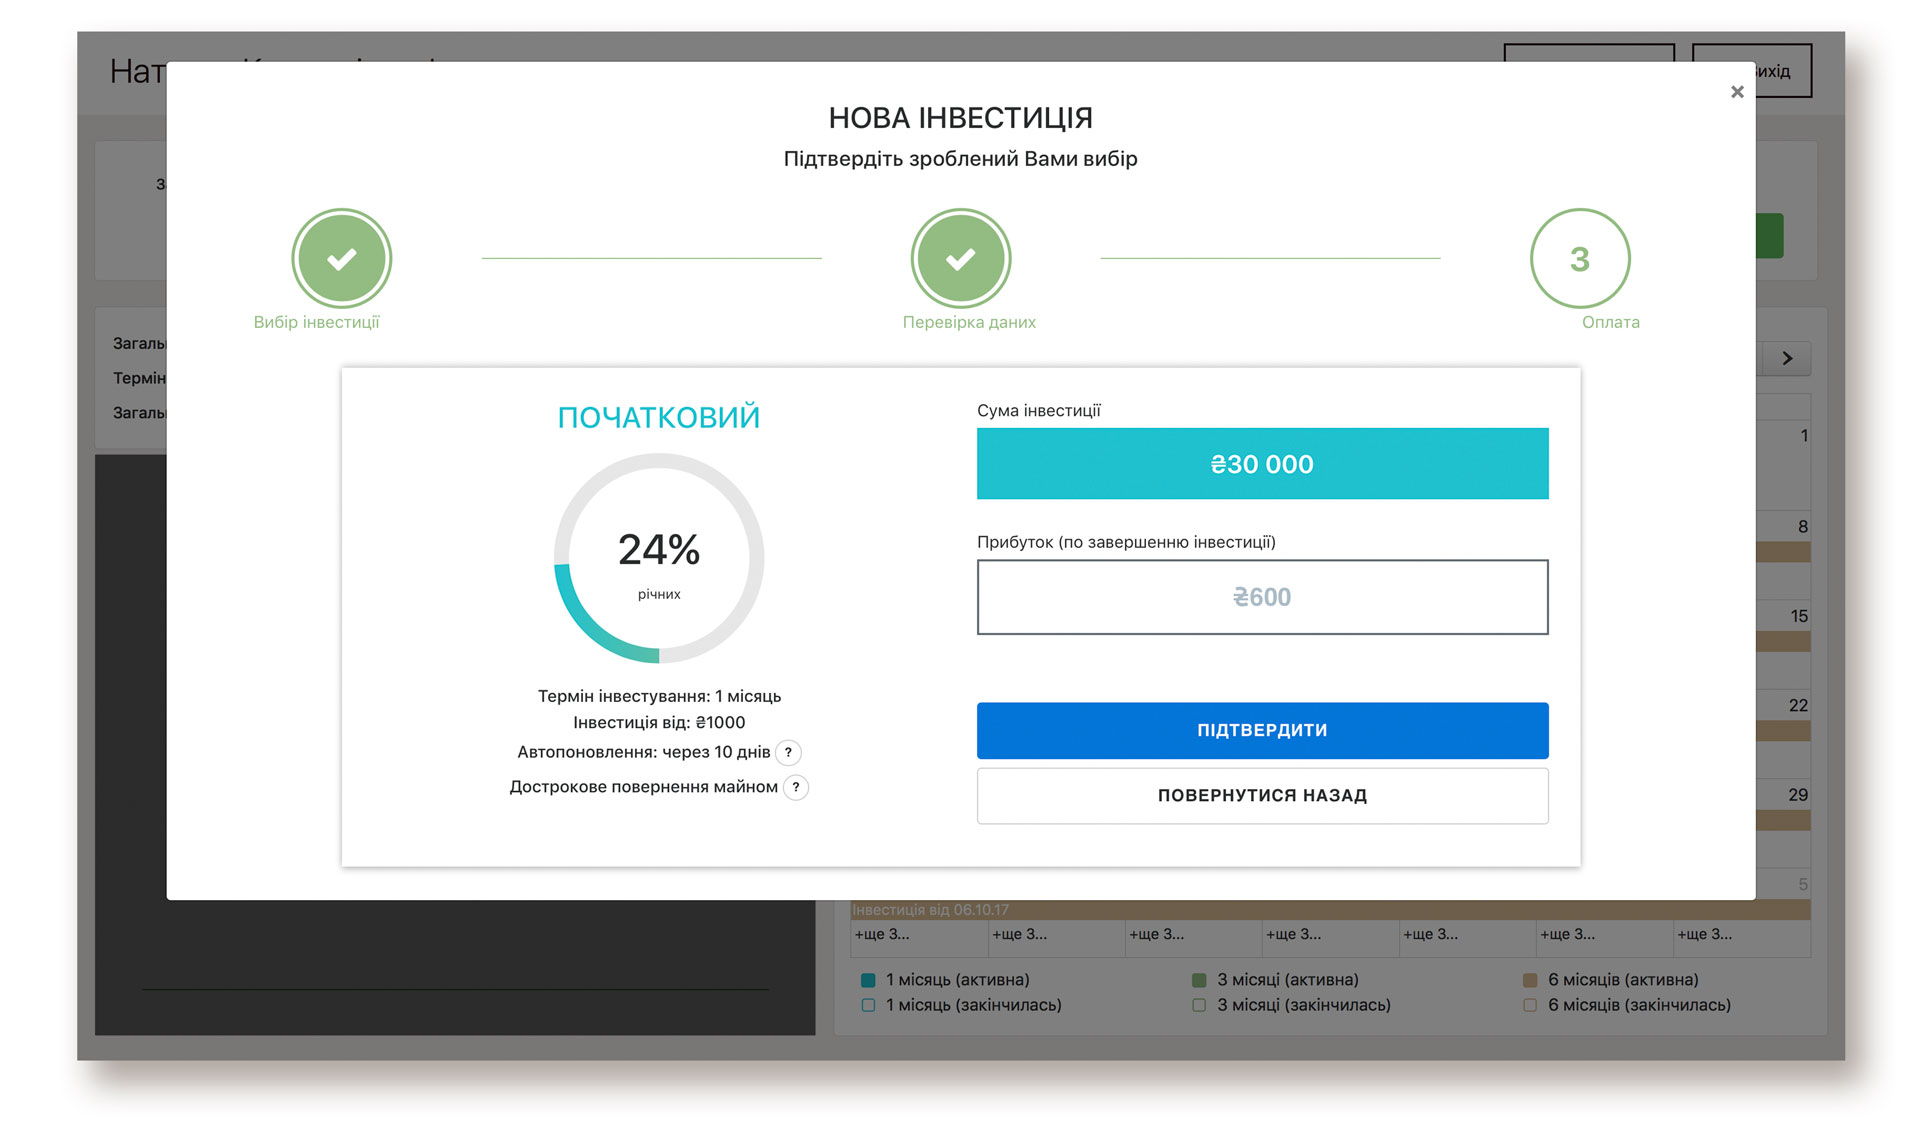 Вихід
НОВА ІНВЕСТИЦІЯ
Підтвердіть зроблений Вами вибір
3
Вибір інвестиції
Перевірка даних
Оплата
ПОЧАТКОВИЙ
24%
річних
Термін інвестування: 1 місяць
Інвестиція від: ₴1000
Автопоновлення: через 10 днів ?
Дострокове повернення майном ?
Сума інвестиції
₴30 000
Прибуток (по завершенню інвестиції)
₴600
ПІДТВЕРДИТИ
ПОВЕРНУТИСЯ НАЗАД
Термін
1
8
15
22
29
5
Інвестиція від 06.10.17
+ще 3... +ще 3... +ще 3... +ще 3... +ще 3... +ще 3... +ще 3...
1 місяць (активна) 3 місяці (активна) 6 місяців (активна)
1 місяць (закінчилась) 3 місяці (закінчилась) 6 місяців (закінчилась)